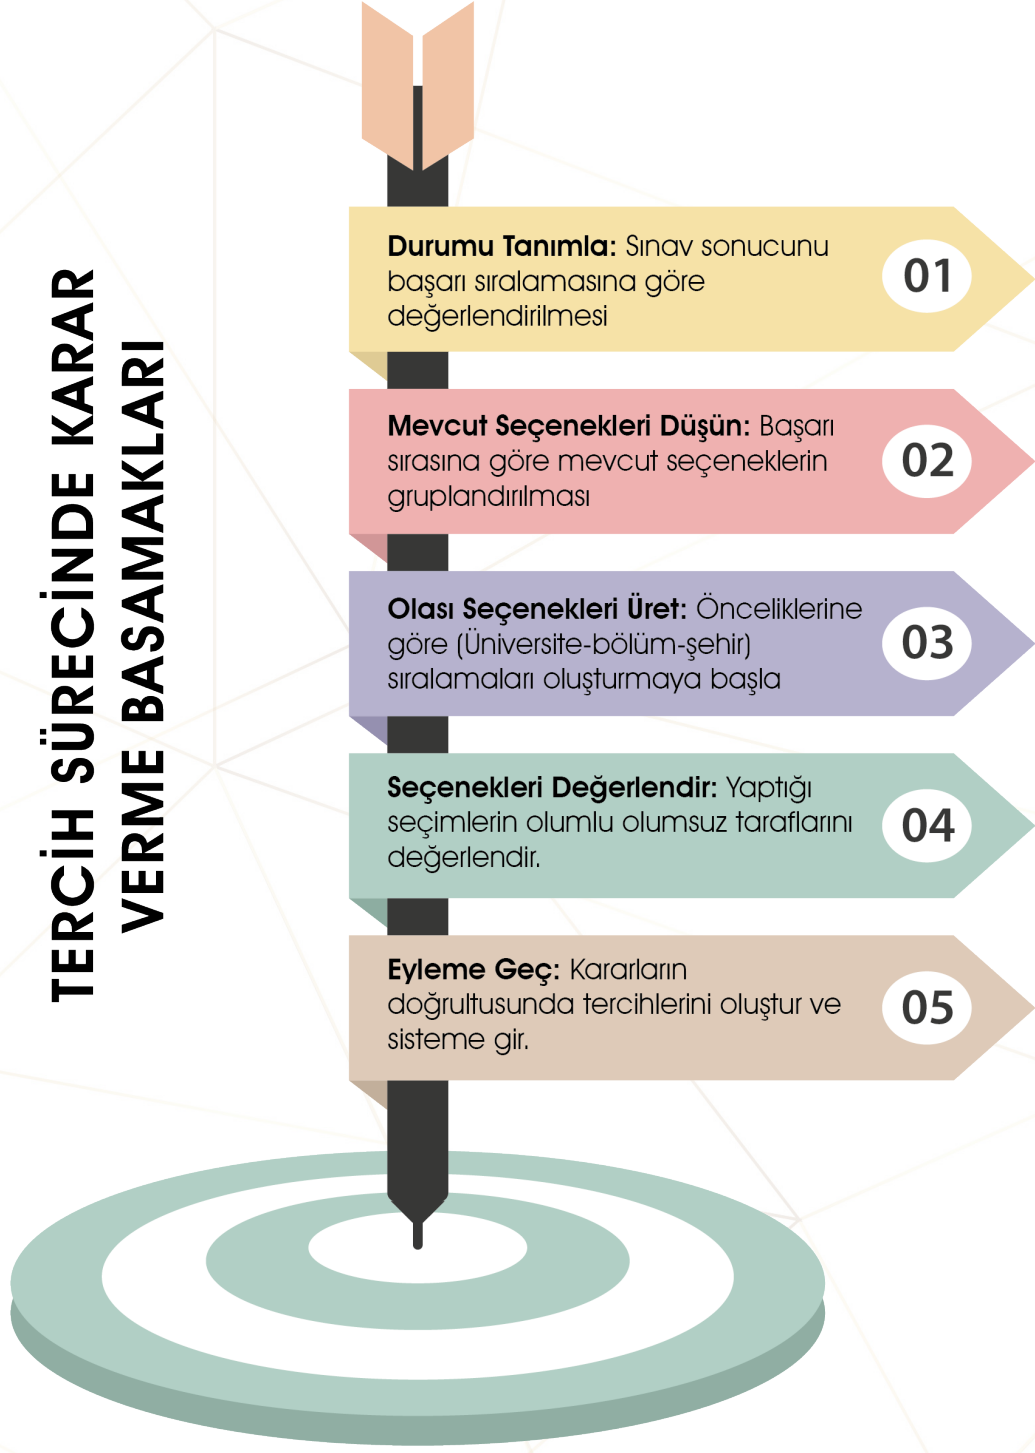 TERCİH SÜRECİNDE KARAR
VERME BASAMAKLARI
Durumu Tanımla: Sınav sonucunu
başarı sıralamasına göre
değerlendirilmesi
01
Mevcut Seçenekleri Düşün: Başarı
sırasına göre mevcut seçeneklerin
gruplandırılması
02
Olası Seçenekleri Üret: Önceliklerine
göre (Üniversite-bölüm-şehir)
sıralamaları oluşturmaya başla
03
Seçenekleri Değerlendir: Yaptığı
seçimlerin olumlu olumsuz taraflarını
değerlendir.
04
Eyleme Geç: Kararların
doğrultusunda tercihlerini oluştur ve
sisteme gir.
05